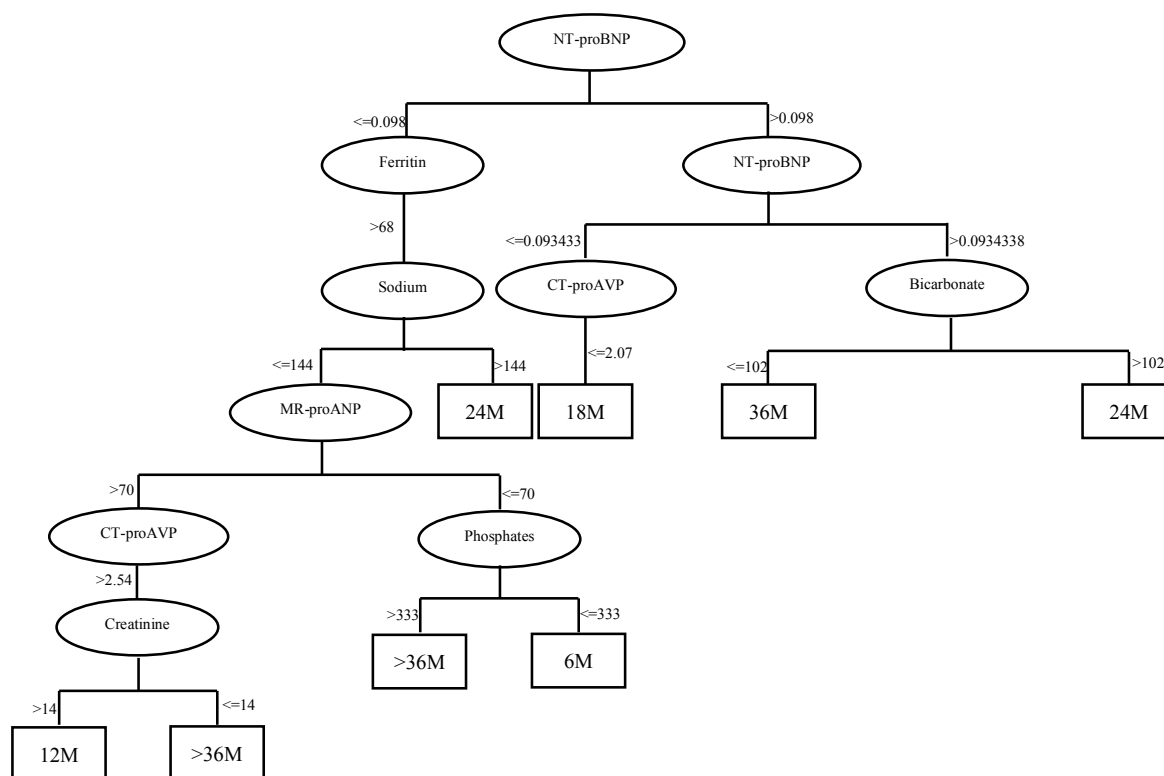 NT-proBNP
<=0.098
>0.098
Ferritin
NT-proBNP
>68
<=0.093433
>0.0934338
Sodium
CT-proAVP
Bicarbonate
<=144
>144
<=2.07
<=102
>102
MR-proANP
24M
18M
36M
24M
>70
<=70
CT-proAVP
Phosphates
>2.54
>333
<=333
Creatinine
>36M
6M
>14
<=14
12M
>36M